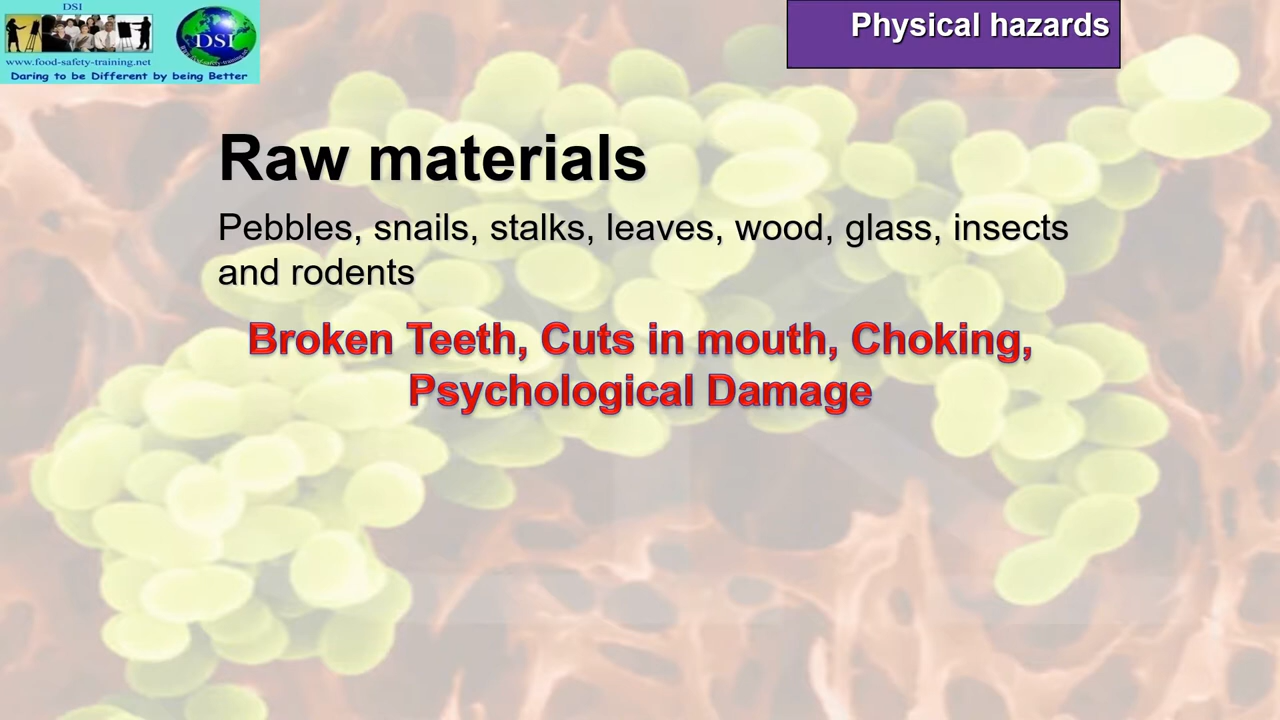 DSI
DSI
www.food-safety-training.net
Daring to be Different by being Better
Physical hazards
Raw materials
Pebbles, snails, stalks, leaves, wood, glass, insects
and rodents
Broken Teeth, Cuts in mouth, Choking,
Psychological Damage